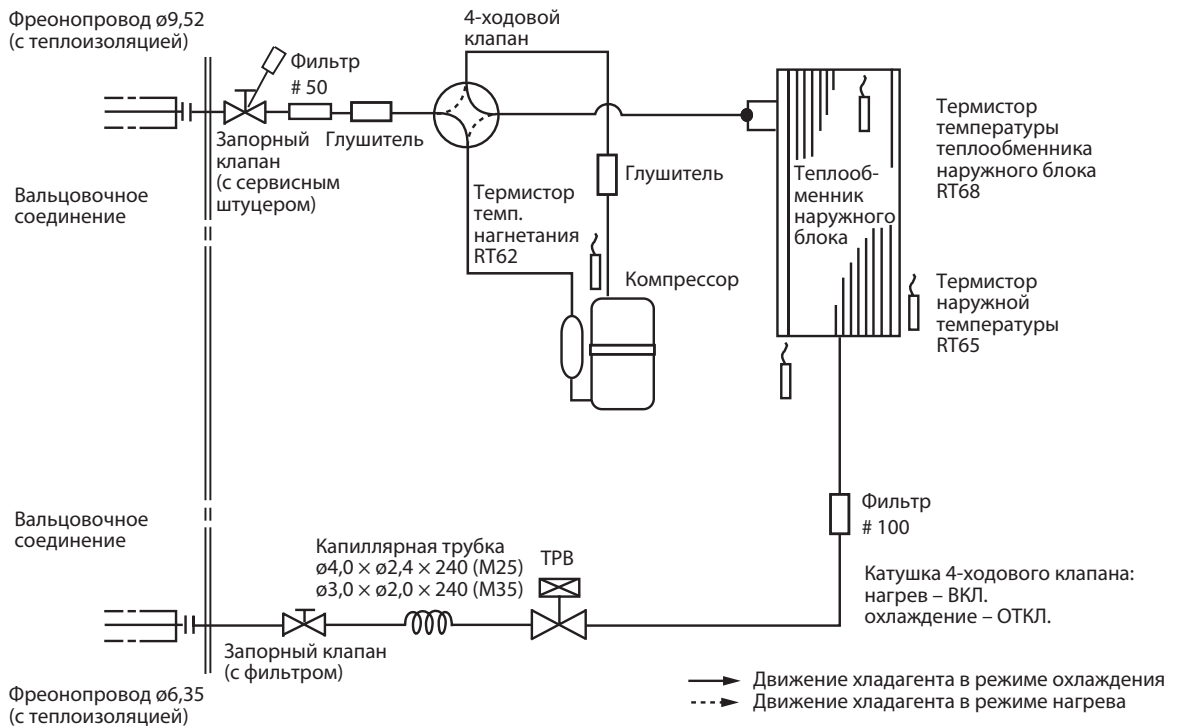 Фреонопровод ø9,52
(с теплоизоляцией)
4-ходовой
клапан
Фильтр
# 50
Запорный
клапан
(с сервисным
штуцером)
Глушитель
Вальцовочное
соединение
Термистор
темп.
нагнетания
RT62
Глушитель
Компрессор
Теплооб-
менник
наружного
блока
Термистор
температуры
теплообменника
наружного блока
RT68
Термистор
наружной
температуры
RT65
Вальцовочное
соединение
Капиллярная трубка
ø4,0 × ø2,4 × 240 (M25)
ø3,0 × ø2,0 × 240 (M35)
ТРВ
Фильтр
# 100
Катушка 4-ходового клапана:
нагрев – ВКЛ.
охлаждение – ОТКЛ.
Запорный клапан
(с фильтром)
Фреонопровод ø6,35
(с теплоизоляцией)
Движение хладагента в режиме охлаждения
Движение хладагента в режиме нагрева